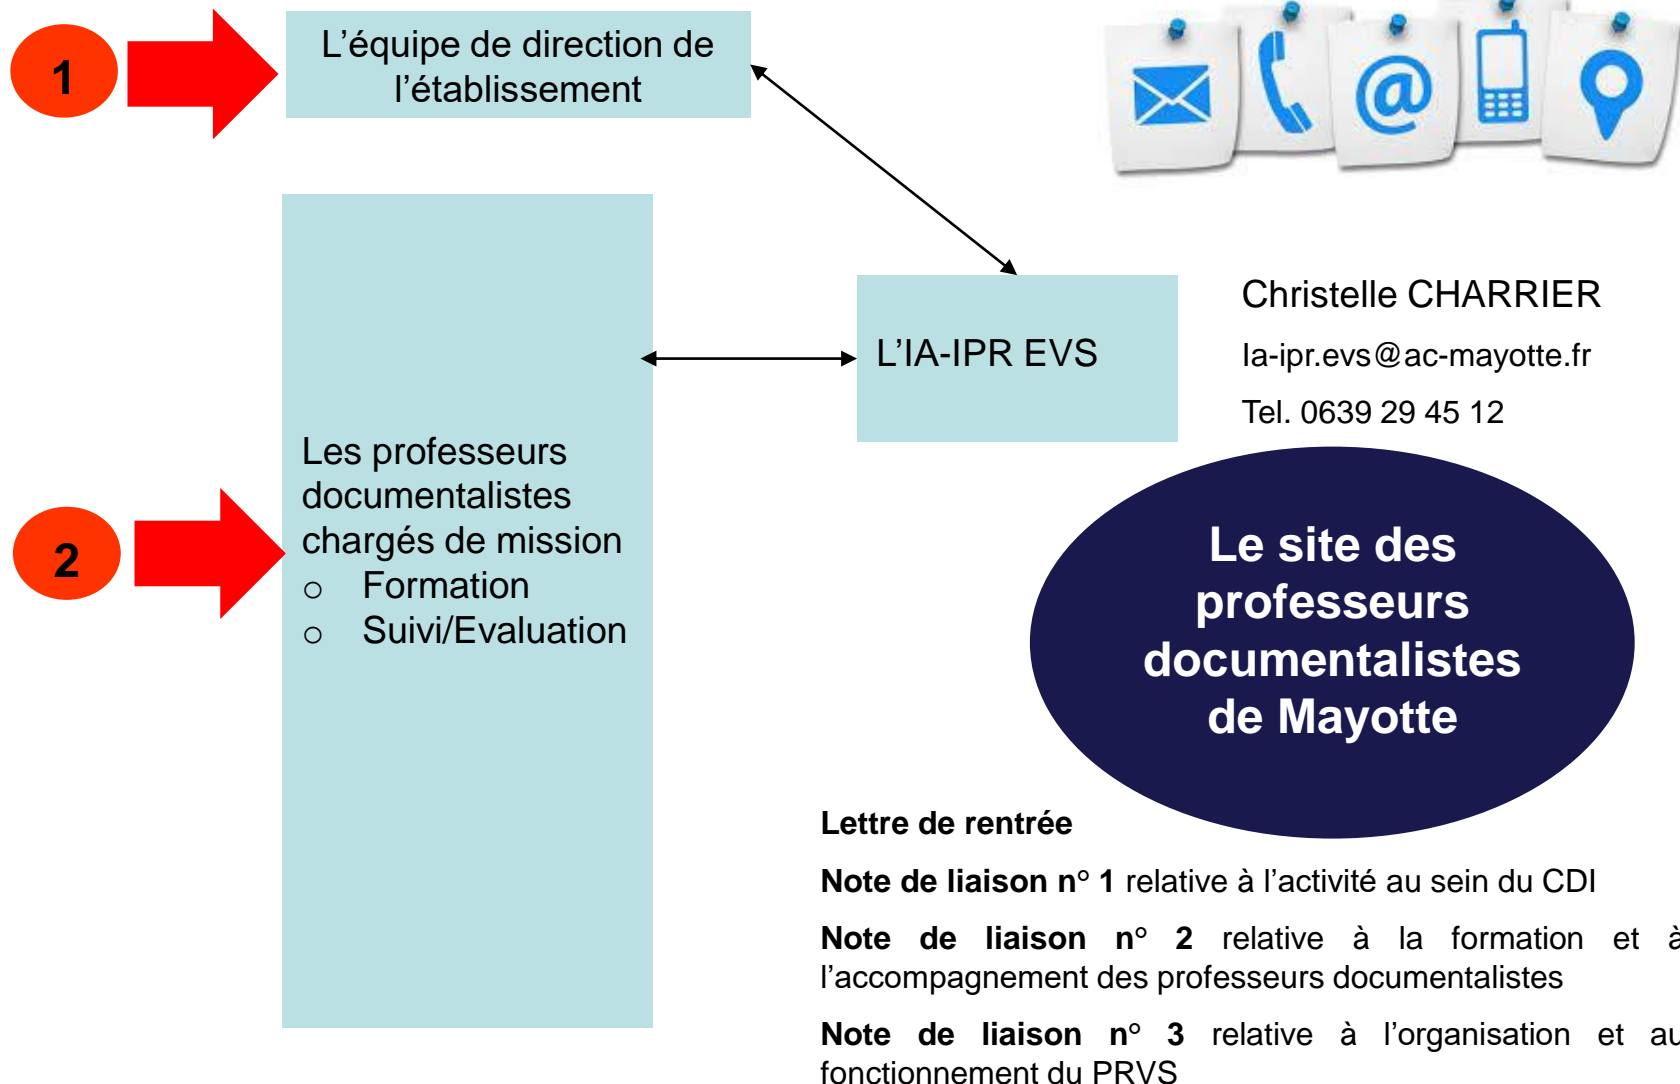 1
L’équipe de direction de
l’établissement
@
2
Les professeurs
documentalistes
chargés de mission
o Formation
o Suivi/Evaluation
L’IA-IPR EVS
Christelle CHARRIER
Ia-ipr.evs@ac-mayotte.fr
Tel. 0639 29 45 12
Le site des
professeurs
documentalistes
de Mayotte
Lettre de rentrée
Note de liaison n° 1 relative à l’activité au sein du CDI
Note de liaison n° 2 relative à la formation et à
l’accompagnement des professeurs documentalistes
Note de liaison n° 3 relative à l’organisation et au
fonctionnement du PRVS